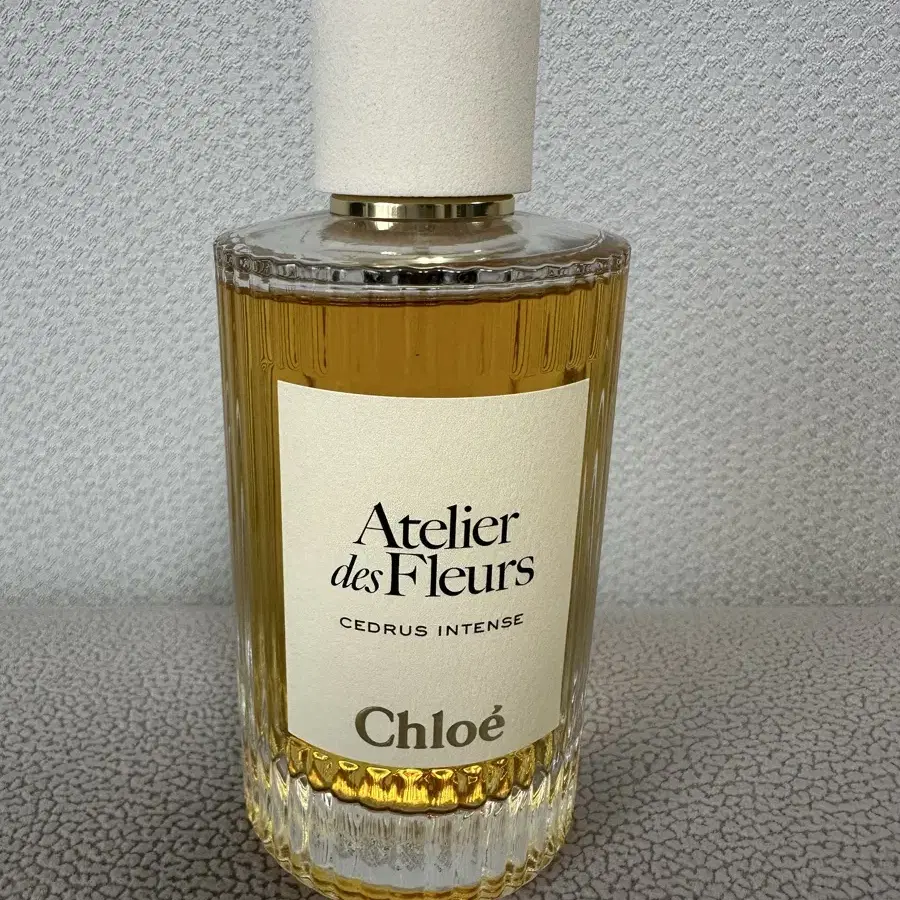 Atelier
des Fleurs
CEDRUS INTENSE
Chloé